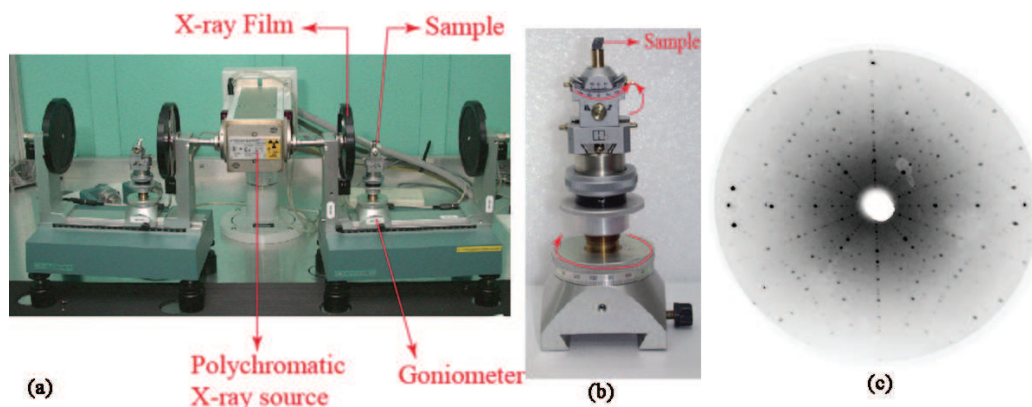 X-ray Film
Sample
Polychromatic
X-ray source
Goniometer
(a)
Sample
(b)
(c)